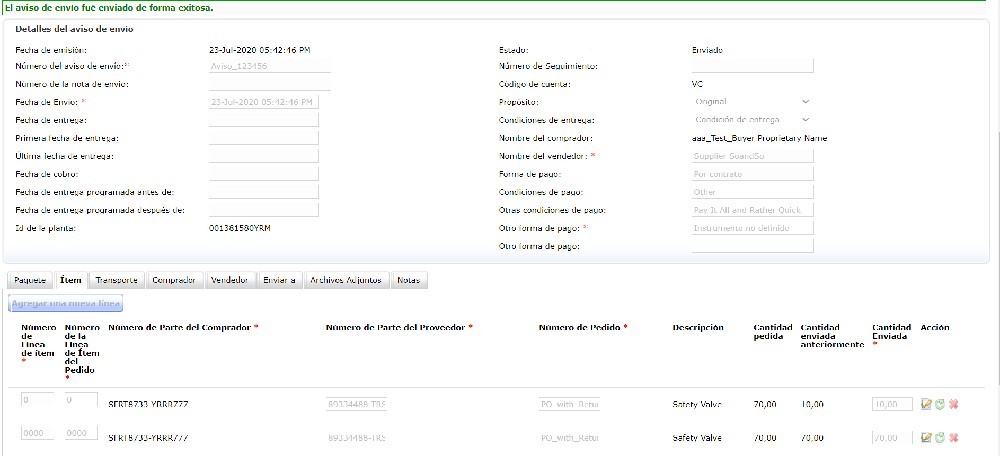 El aviso de envío fué enviado de forma exitosa.
Detalles del aviso de envío
Fecha de emisión: 23-Jul-2020 05:42:46 PM Estado: Enviado
Número del aviso de envío:* Aviso_123456 Número de Seguimiento:
Número de la nota de envío: Código de cuenta: VC
Fecha de Envío: * 23-Jul-2020 05:42:46 PM Propósito: Original
Fecha de entrega: Condiciones de entrega: Condición de entrega
Primera fecha de entrega: Nombre del comprador: aaa_Test_Buyer Proprietary Name
Última fecha de entrega: Nombre del vendedor: * Supplier SoandSo
Fecha de cobro: Forma de pago: Por contrato
Fecha de entrega programada antes de: Condiciones de pago: Other
Fecha de entrega programada después de: Otras condiciones de pago: Pay It All and Rather Quick
Id de la planta: 001381580YRM Otro forma de pago: * Instrumento no definido
Otro forma de pago:
Paquete Ítem Transporte Comprador Vendedor Enviar a Archivos Adjuntos Notas
Agregar una nueva línea
Número de Línea de ítem * Número de la Línea de Ítem del Pedido * Número de Parte del Comprador * Número de Parte del Proveedor * Número de Pedido * Descripción Cantidad pedida Cantidad enviada anteriormente Cantidad Enviada * Acción
0 0 SFRT8733-YRRR777 89334488-TRS PO_with_Retu Safety Valve 70,00 10,00 10,00
0000 0000 SFRT8733-YRRR777 89334488-TRS PO_with_Retu Safety Valve 70,00 70,00 70,00